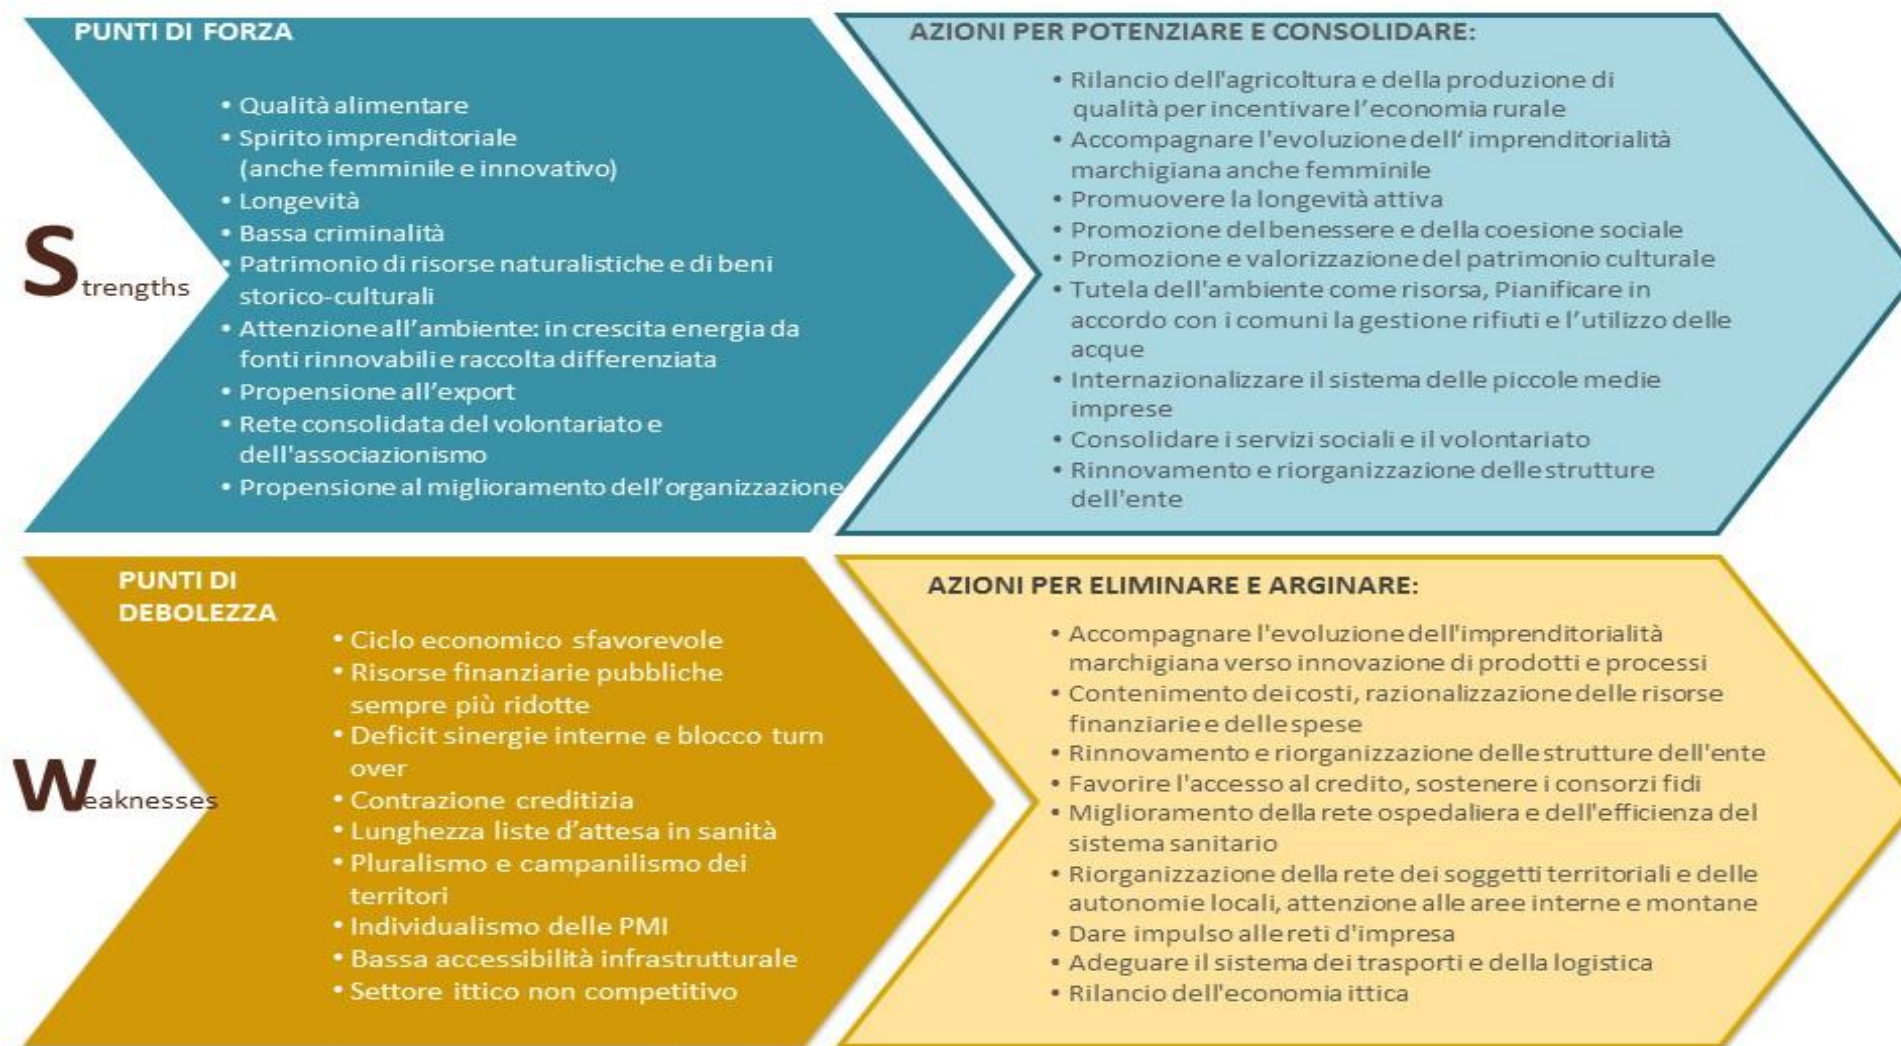 PUNTI DI FORZA
• Qualità alimentare
• Spirito imprenditoriale
(anche femminile e innovativo)
• Longevità
• Bassa criminalità
• Patrimonio di risorse naturalistiche e di beni
storico-culturali
• Attenzione all'ambiente: in crescita energia da
fonti rinnovabili e raccolta differenziata
• Propensione all'export
• Rete consolidata del volontariato e
dell'associazionismo
• Propensione al miglioramento dell'organizzazione
Strengths
AZIONI PER POTENZIARE E CONSOLIDARE:
• Rilancio dell'agricoltura e della produzione di
qualità per incentivare l'economia rurale
• Accompagnare l'evoluzione dell' imprenditorialità
marchigiana anche femminile
• Promuovere la longevità attiva
• Promozione del benessere e della coesione sociale
• Promozione e valorizzazione del patrimonio culturale
• Tutela dell'ambiente come risorsa, Pianificare in
accordo con i comuni la gestione rifiuti e l'utilizzo delle
acque
• Internazionalizzare il sistema delle piccole medie
imprese
• Consolidare i servizi sociali e il volontariato
• Rinnovamento e riorganizzazione delle strutture
dell'ente
PUNTI DI
DEBOLEZZA
• Ciclo economico sfavorevole
• Risorse finanziarie pubbliche
sempre più ridotte
• Deficit sinergie interne e blocco turn
over
• Contrazione creditizia
• Lunghezza liste d'attesa in sanità
• Pluralismo e campanilismo dei
territori
• Individualismo delle PMI
• Bassa accessibilità infrastrutturale
• Settore ittico non competitivo
Weaknesses
AZIONI PER ELIMINARE E ARGINARE:
• Accompagnare l'evoluzione dell'imprenditorialità
marchigiana verso innovazione di prodotti e processi
• Contenimento dei costi, razionalizzazione delle risorse
finanziarie e delle spese
• Rinnovamento e riorganizzazione delle strutture dell'ente
• Favorire l'accesso al credito, sostenere i consorzi fidi
• Miglioramento della rete ospedaliera e dell'efficienza del
sistema sanitario
• Riorganizzazione della rete dei soggetti territoriali e delle
autonomie locali, attenzione alle aree interne e montane
• Dare impulso alle reti d'impresa
• Adeguare il sistema dei trasporti e della logistica
• Rilancio dell'economia ittica